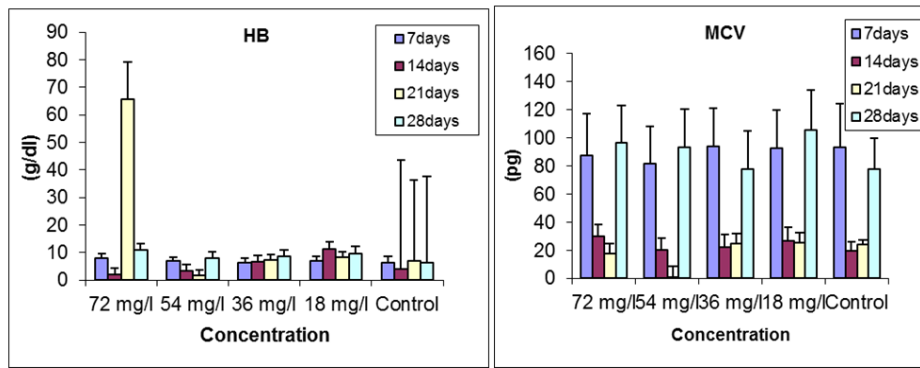 HB
90
80
70
60
50
40
30
20
10
0
(g/dl)
7days
14days
21days
28days
72 mg/l 54 mg/l 36 mg/l 18 mg/l Control
Concentration
MCV
160
140
120
100
80
60
40
20
0
(pg)
7days
14days
21days
28days
72 mg/l 54 mg/l 36 mg/l 18 mg/l Control
Concentration